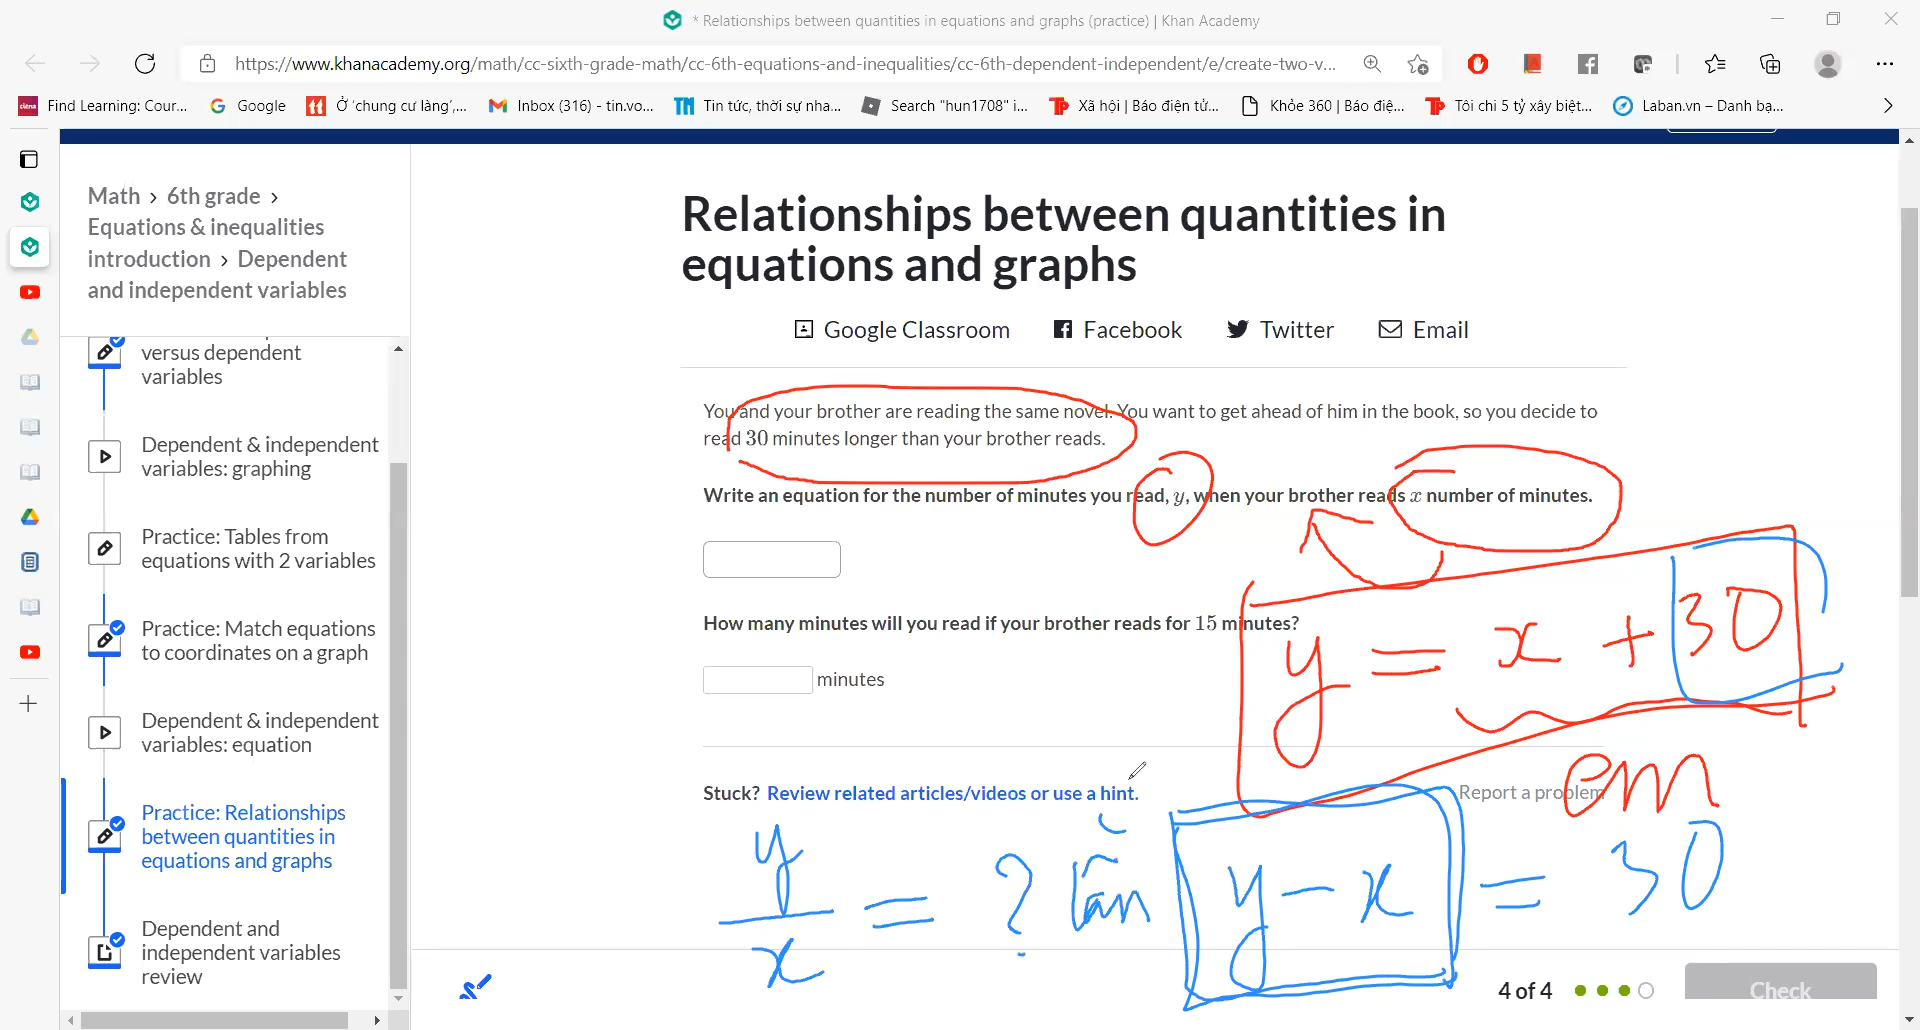 * Relationships between quantities in equations and graphs (practice) | Khan Academy
https://www.khanacademy.org/math/cc-sixth-grade-math/cc-6th-equations-and-inequalities/cc-6th-dependent-independent/e/create-two-v...
Find Learning: Cour... Google Ở 'chung cư làng',... Inbox (316) - tin.vo... Tin tức, thời sự nha... Search "hun1708" i... Xã hội | Báo điện tử... Khỏe 360 | Báo điệ... Tôi chi 5 tỷ xây biệt... Laban.vn – Danh bạ...
Math › 6th grade ›
Equations & inequalities
introduction › Dependent
and independent variables
versus dependent
variables
Dependent & independent
variables: graphing
Practice: Tables from
equations with 2 variables
Practice: Match equations
to coordinates on a graph
Dependent & independent
variables: equation
Practice: Relationships
between quantities in
equations and graphs
Dependent and
independent variables
review
Relationships between quantities in
equations and graphs
Google Classroom Facebook Twitter Email
You and your brother are reading the same novel. You want to get ahead of him in the book, so you decide to
read 30 minutes longer than your brother reads.
Write an equation for the number of minutes you read, y, when your brother reads x number of minutes.
How many minutes will you read if your brother reads for 15 minutes?
minutes
y = x + 30
em
Stuck? Review related articles/videos or use a hint.
Report a problem
y/x = ? lần y - x = 30
4 of 4
Check